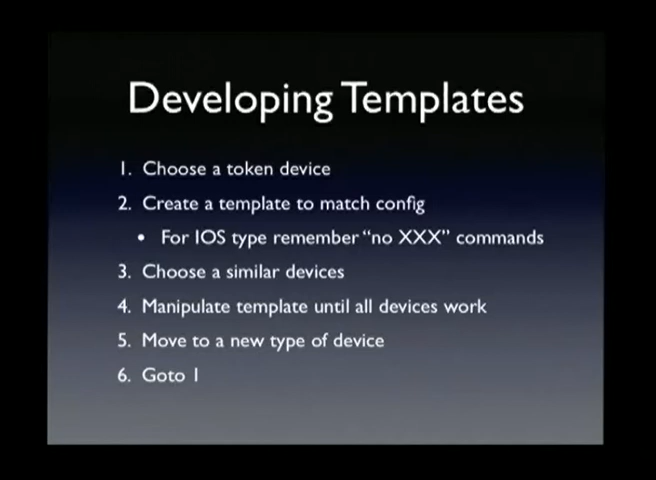 Developing Templates
1. Choose a token device
2. Create a template to match config
• For IOS type remember “no XXX” commands
3. Choose a similar devices
4. Manipulate template until all devices work
5. Move to a new type of device
6. Goto 1